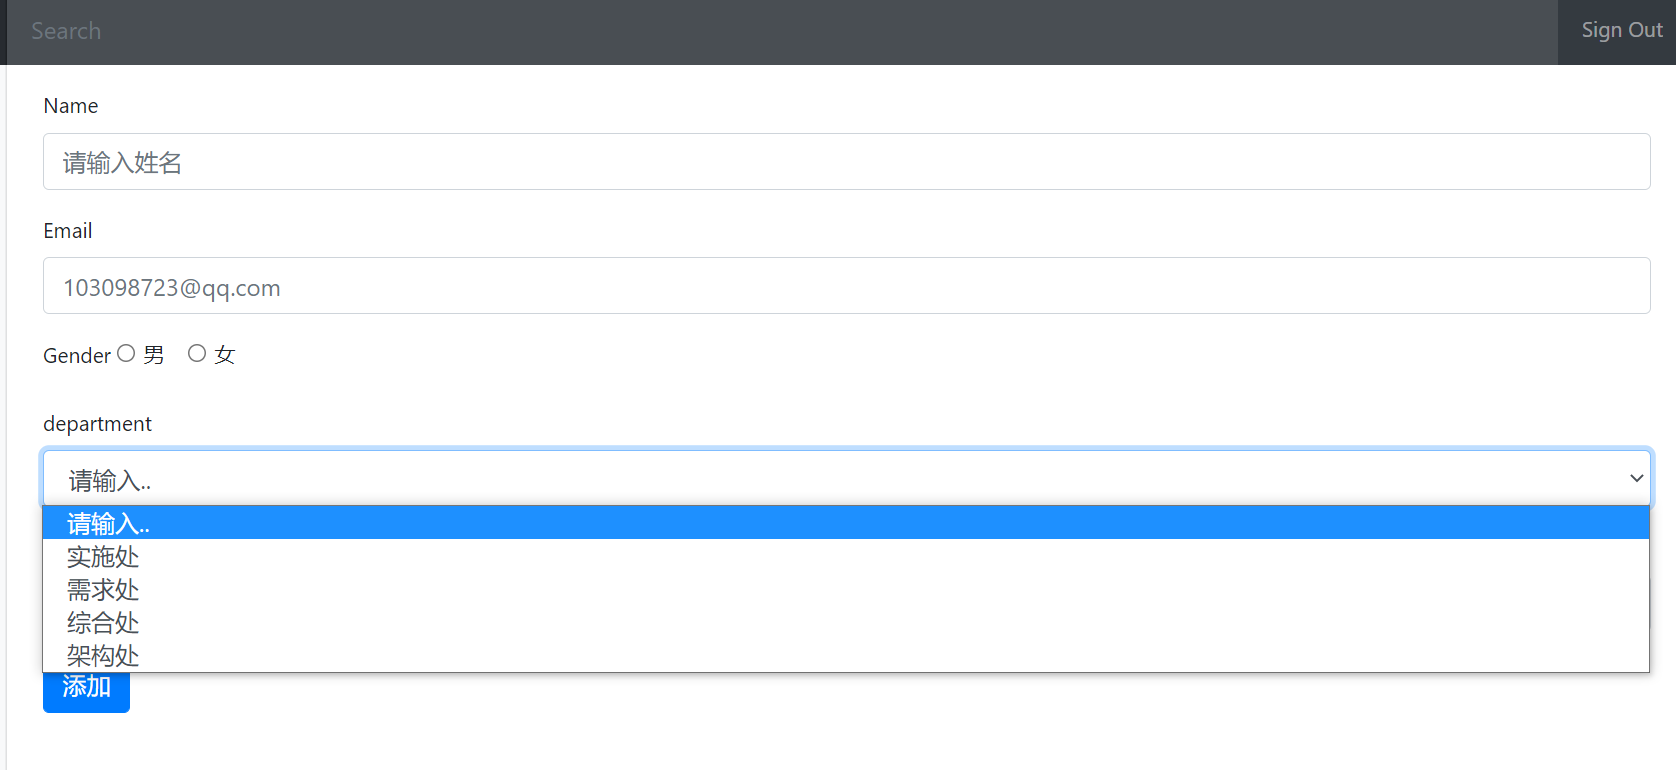 Search
Sign Out
Name
请输入姓名
Email
103098723@qq.com
Gender 男 女
department
请输入..
请输入..
实施处
需求处
综合处
架构处
添加